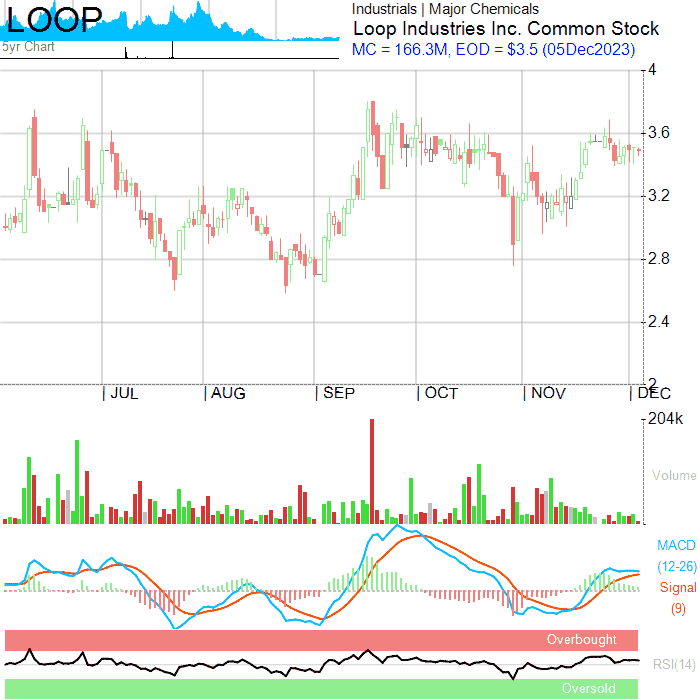 LOOP
5yr Chart
Industrials | Major Chemicals
Loop Industries Inc. Common Stock
MC = 166.3M, EOD = $3.5 (05Dec2023)
4
3.6
3.2
2.8
2.4
2
| JUL | AUG | SEP | OCT | NOV | DEC
204k
Volume
MACD
(12-26)
Signal
(9)
Overbought
RSI(14)
Oversold